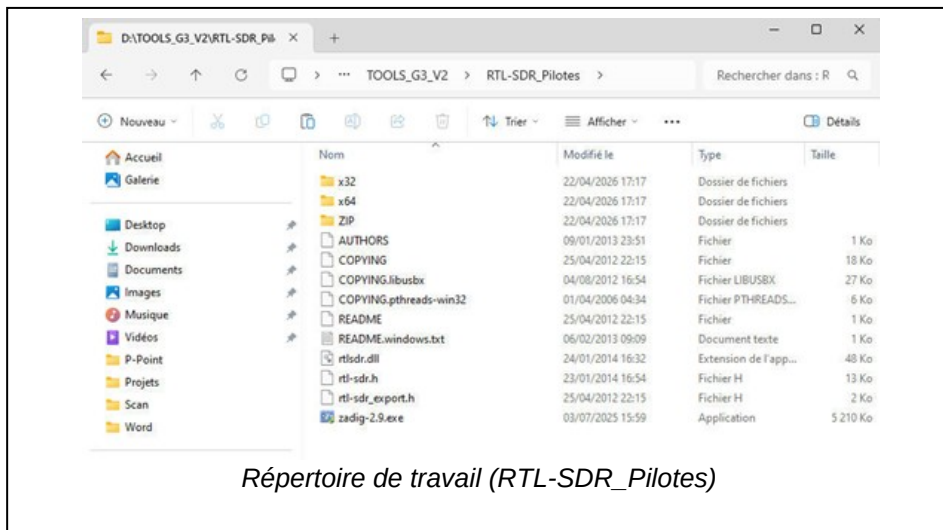 D:\TOOLS_G3_V2\RTL-SDR_Pil-
TOOLS_G3_V2 > RTL-SDR_Pilotes > Rechercher dans : R
Nouveau Trier Afficher ... Détails
Accueil
Galerie
Desktop
Downloads
Documents
Images
Musique
Vidéos
P-Point
Projets
Scan
Word
Nom Modifié le Type Taille
x32 22/04/2026 17:17 Dossier de fichiers
x64 22/04/2026 17:17 Dossier de fichiers
ZIP 22/04/2026 17:17 Dossier de fichiers
AUTHORS 09/01/2013 23:51 Fichier 1 Ko
COPYING 25/04/2012 22:15 Fichier 18 Ko
COPYING.libusbx 04/08/2012 16:54 Fichier LIBUSBX 27 Ko
COPYING.pthreads-win32 01/04/2006 04:34 Fichier PTHREADS... 6 Ko
README 25/04/2012 22:15 Fichier 1 Ko
README.windows.txt 06/02/2013 09:09 Document texte 1 Ko
rtlsdr.dll 24/01/2014 16:32 Extension de l'app... 48 Ko
rtl-sdr.h 23/01/2014 16:54 Fichier H 13 Ko
rtl-sdr_export.h 25/04/2012 22:15 Fichier H 2 Ko
zadig-2.9.exe 03/07/2025 15:59 Application 5 210 Ko
Répertoire de travail (RTL-SDR_Pilotes)